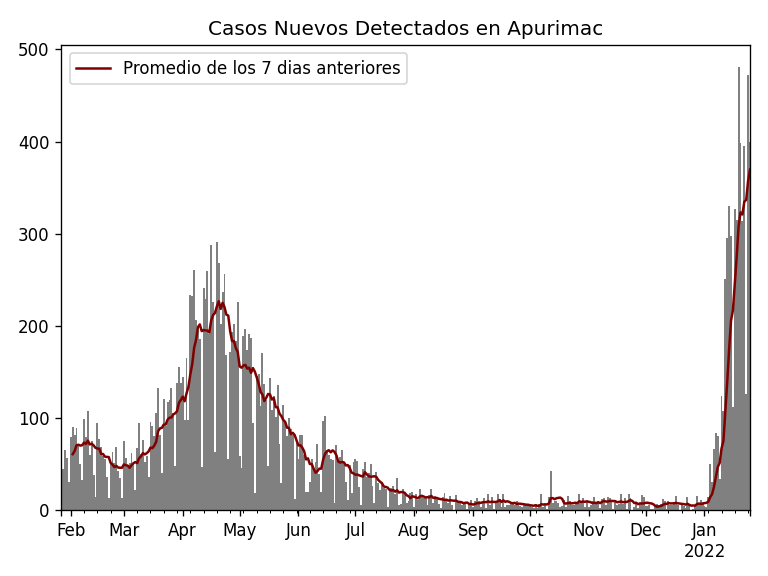 Casos Nuevos Detectados en Apurimac
Promedio de los 7 dias anteriores
500
400
300
200
100
0
Feb Mar Apr May Jun Jul Aug Sep Oct Nov Dec Jan
2022